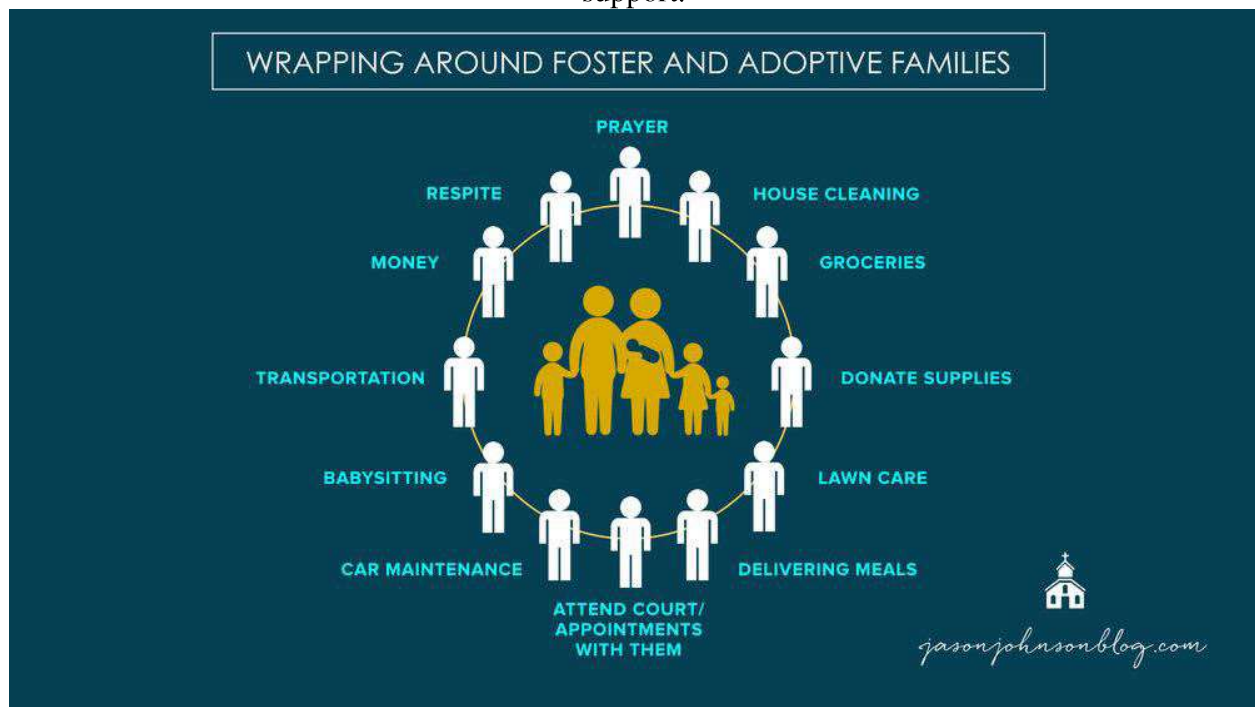 support.
WRAPPING AROUND FOSTER AND ADOPTIVE FAMILIES
PRAYER
RESPITE
HOUSE CLEANING
MONEY
GROCERIES
TRANSPORTATION
DONATE SUPPLIES
BABYSITTING
LAWN CARE
CAR MAINTENANCE
DELIVERING MEALS
ATTEND COURT/
APPOINTMENTS
WITH THEM
jasonjohnsonblog.com